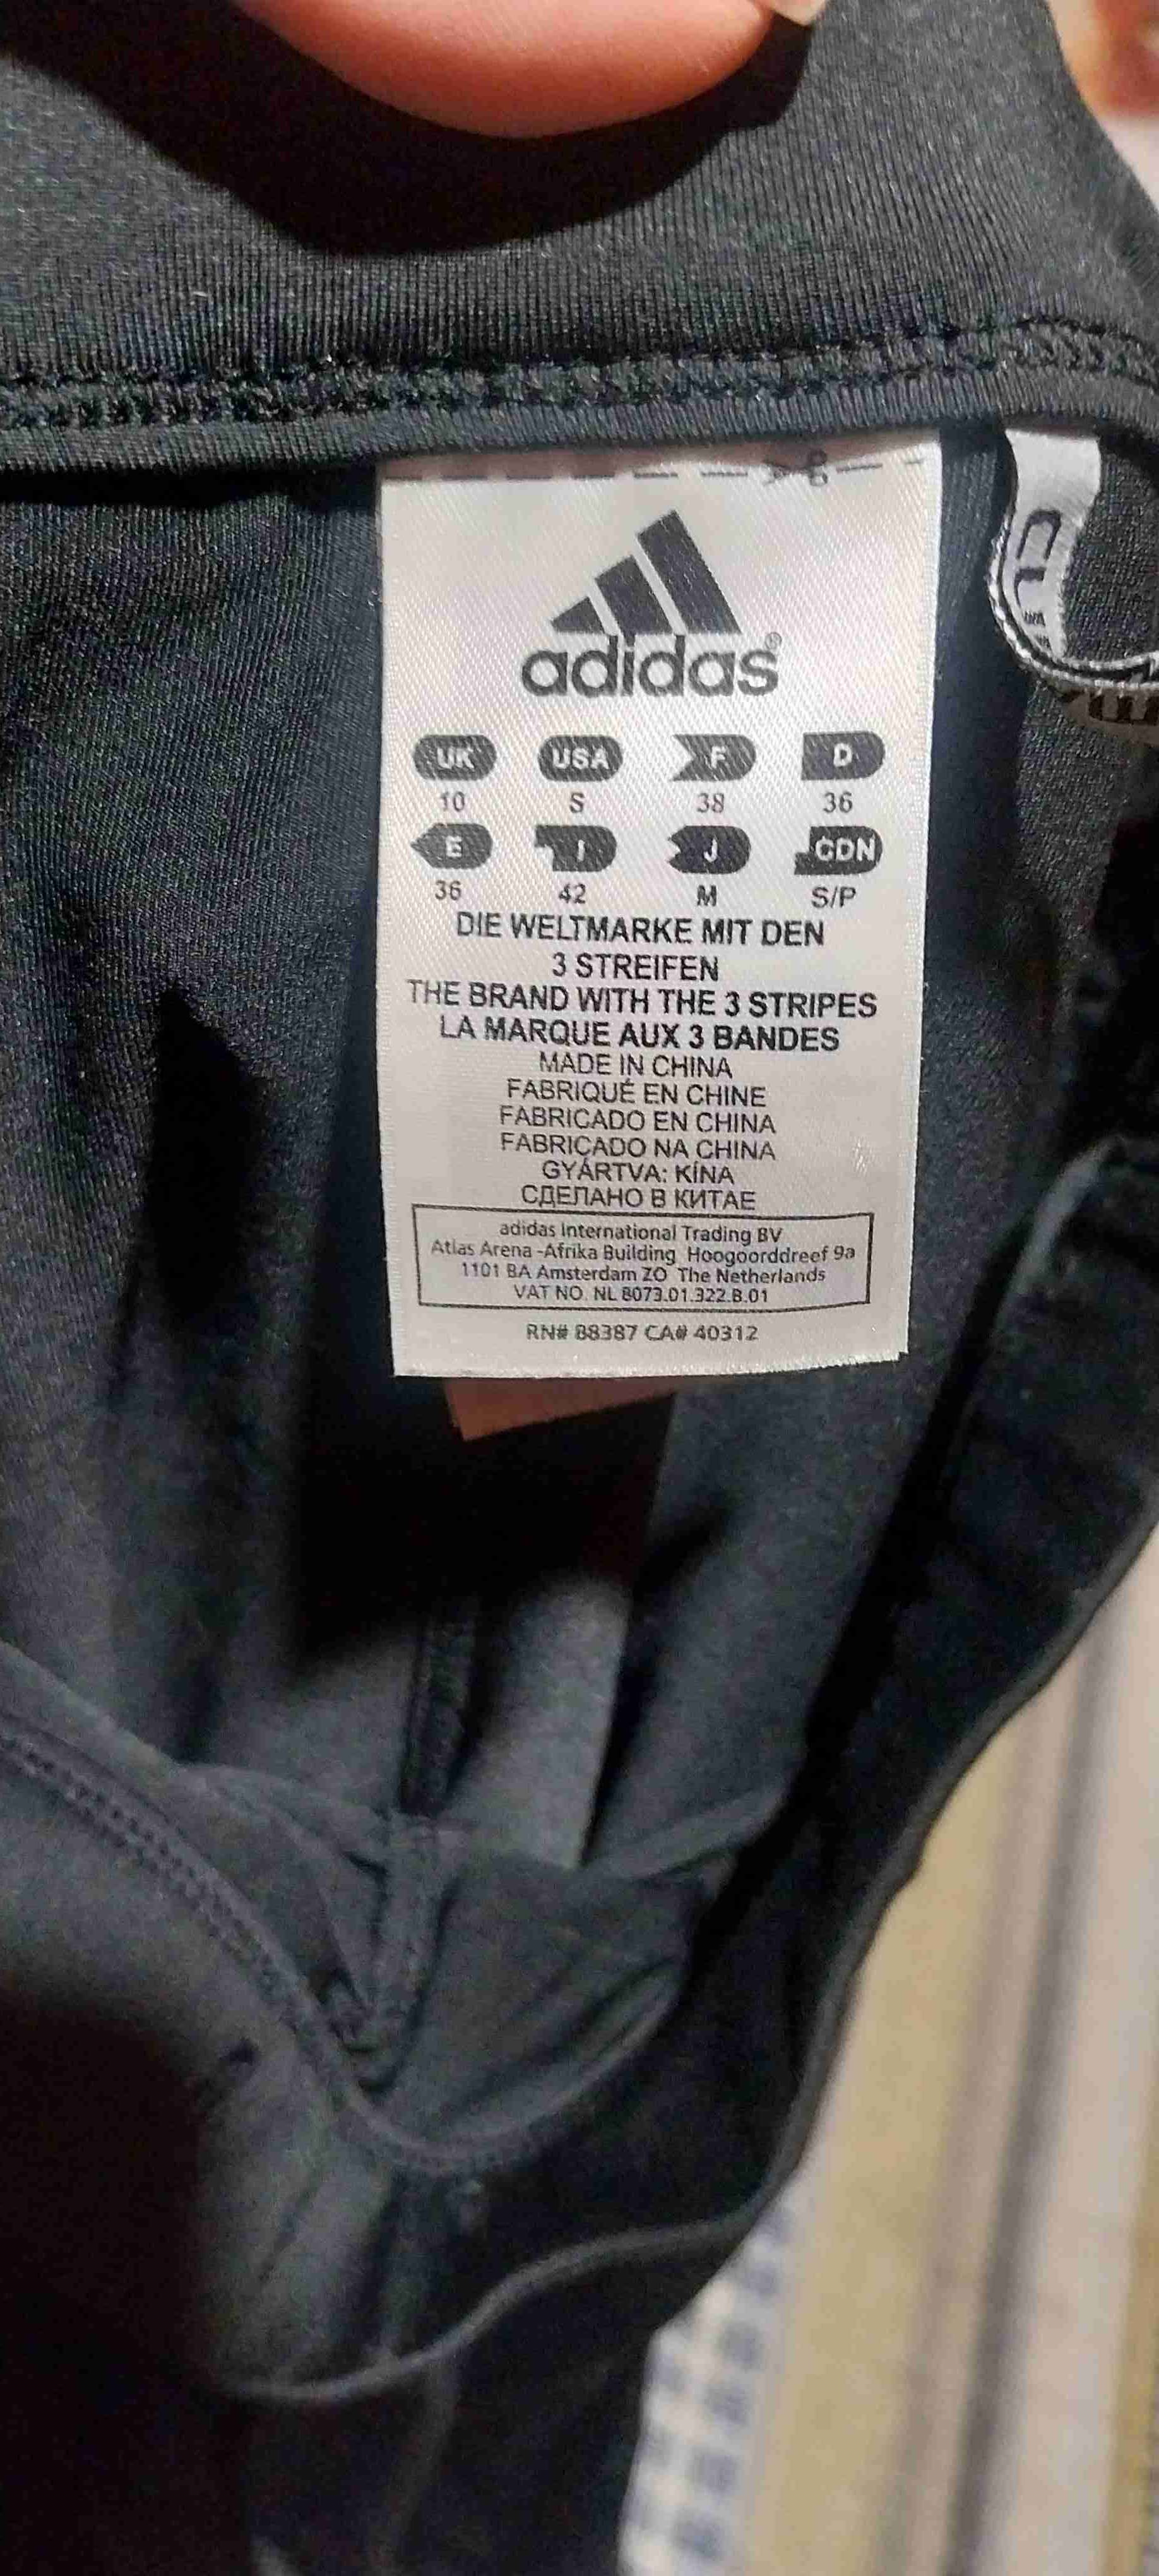 adidas®
UK USA F D
10 S 38 36
E I J CDN
36 42 M S/P
DIE WELTMARKE MIT DEN
3 STREIFEN
THE BRAND WITH THE 3 STRIPES
LA MARQUE AUX 3 BANDES
MADE IN CHINA
FABRIQUÉ EN CHINE
FABRICADO EN CHINA
FABRICADO NA CHINA
GYÁRTVA: KÍNA
СДЕЛАНО В КИТАЕ
adidas International Trading BV
Atlas Arena -Afrika Building Hoogoorddreef 9a
1101 BA Amsterdam ZO The Netherlands
VAT NO. NL 8073.01.322.B.01
RN# 88387 CA# 40312